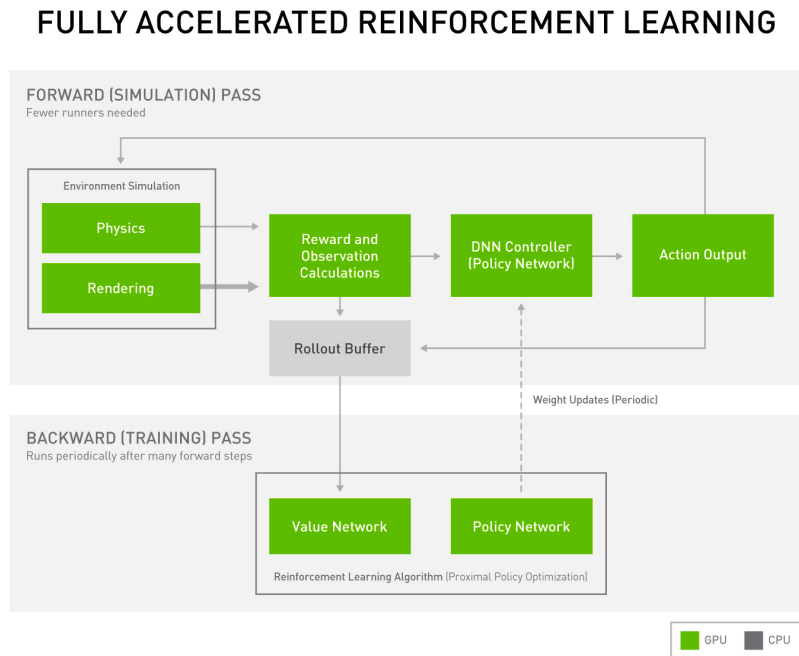 FULLY ACCELERATED REINFORCEMENT LEARNING
FORWARD (SIMULATION) PASS
Fewer runners needed
Environment Simulation
Physics
Rendering
Reward and
Observation
Calculations
DNN Controller
(Policy Network)
Action Output
Rollout Buffer
Weight Updates (Periodic)
BACKWARD (TRAINING) PASS
Runs periodically after many forward steps
Value Network
Policy Network
Reinforcement Learning Algorithm (Proximal Policy Optimization)
GPU
CPU